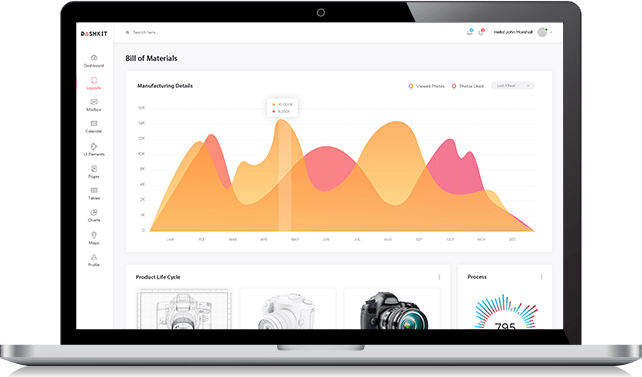 DASHKIT
Search here...
Hello! John Marshall
Bill of Materials
Dashboard
Layouts
Mailbox
Calendar
UI Elements
Pages
Tables
Charts
Maps
Profile
Manufacturing Details
Viewed Photos
Photos Liked
Last 1 Year
10,000K
8,200K
16K
14K
12K
10K
8K
4K
2K
1K
0
JAN FEB MAR APR MAY JUN JUL AUG SEP OCT NOV DEC
Product Life Cycle
Process
795